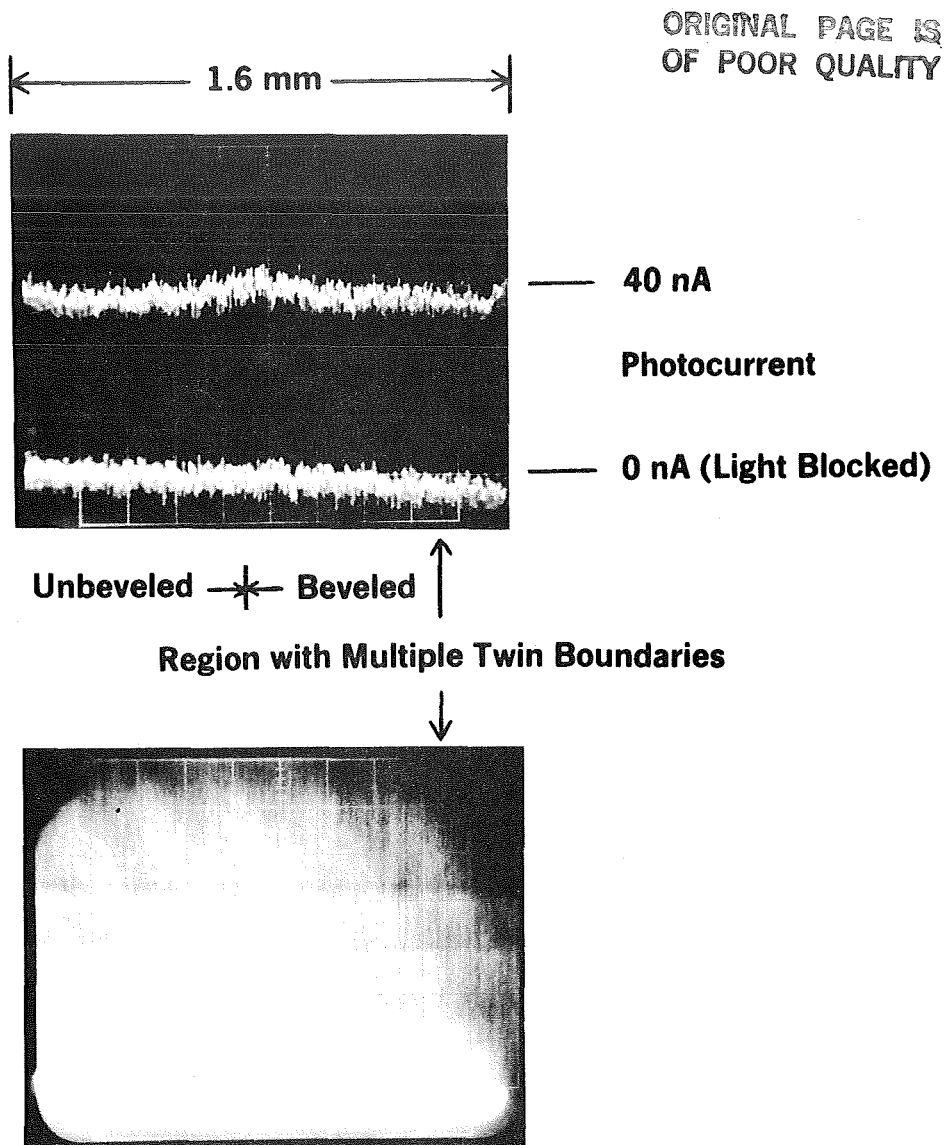 ORIGINAL PAGE IS
OF POOR QUALITY
1.6 mm
40 nA
Photocurrent
0 nA (Light Blocked)
Unbeveled
Beveled
Region with Multiple Twin Boundaries